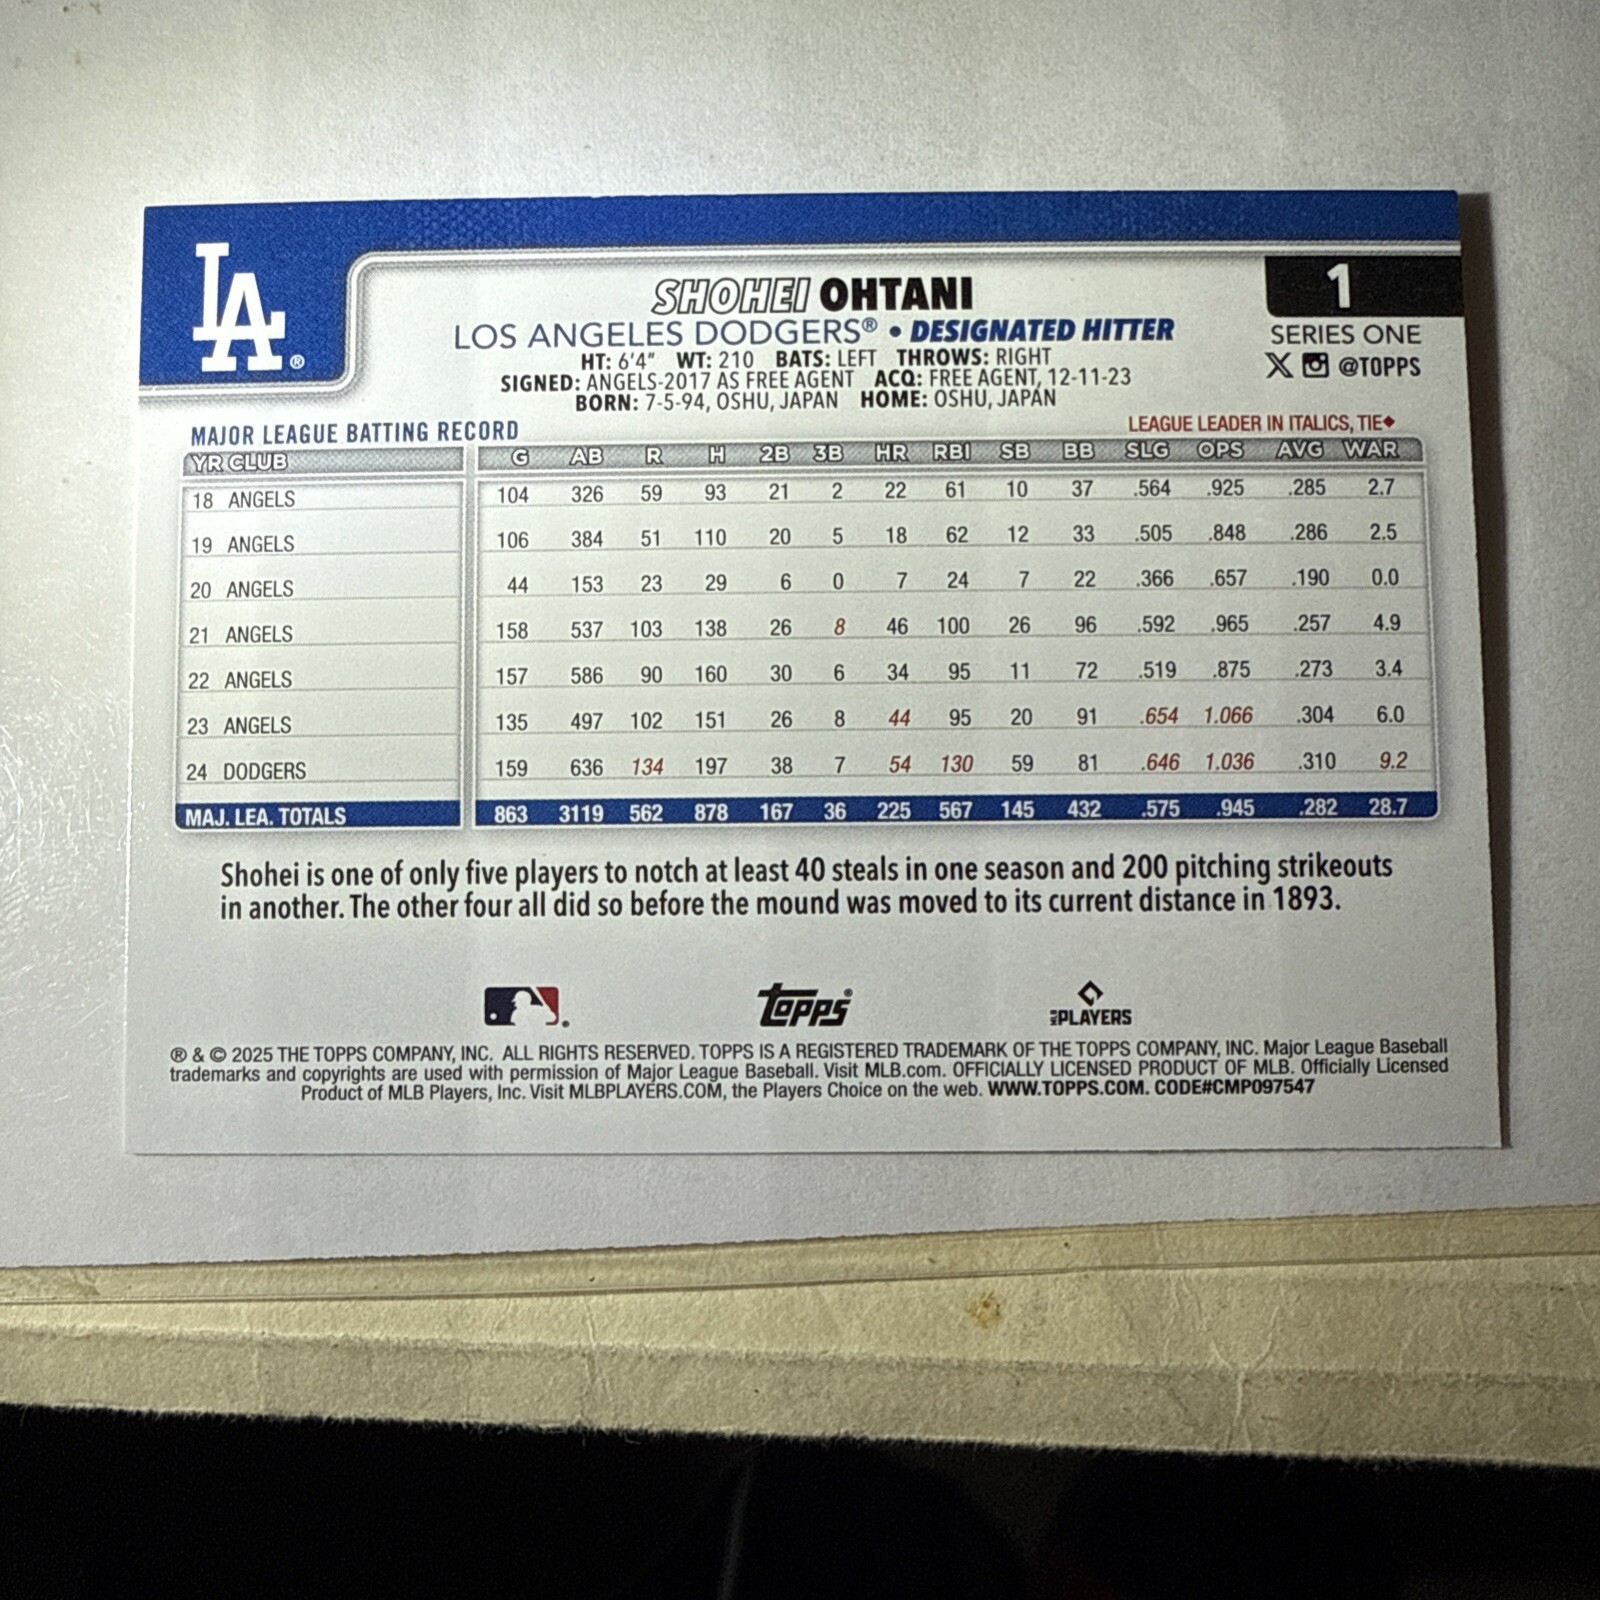 LA®
SHOHEI OHTANI
1
LOS ANGELES DODGERS® • DESIGNATED HITTER
SERIES ONE
HT: 6'4" WT: 210 BATS: LEFT THROWS: RIGHT
@TOPPS
SIGNED: ANGELS-2017 AS FREE AGENT ACQ: FREE AGENT, 12-11-23
BORN: 7-5-94, OSHU, JAPAN HOME: OSHU, JAPAN
MAJOR LEAGUE BATTING RECORD
LEAGUE LEADER IN ITALICS, TIE♦
YR CLUB G AB R H 2B 3B HR RBI SB BB SLG OPS AVG WAR
18 ANGELS 104 326 59 93 21 2 22 61 10 37 .564 .925 .285 2.7
19 ANGELS 106 384 51 110 20 5 18 62 12 33 .505 .848 .286 2.5
20 ANGELS 44 153 23 29 6 0 7 24 7 22 .366 .657 .190 0.0
21 ANGELS 158 537 103 138 26 8 46 100 26 96 .592 .965 .257 4.9
22 ANGELS 157 586 90 160 30 6 34 95 11 72 .519 .875 .273 3.4
23 ANGELS 135 497 102 151 26 8 44 95 20 91 .654 1.066 .304 6.0
24 DODGERS 159 636 134 197 38 7 54 130 59 81 .646 1.036 .310 9.2
MAJ. LEA. TOTALS 863 3119 562 878 167 36 225 567 145 432 .575 .945 .282 28.7
Shohei is one of only five players to notch at least 40 steals in one season and 200 pitching strikeouts
in another. The other four all did so before the mound was moved to its current distance in 1893.
Topps®
MLB PLAYERS
® & © 2025 THE TOPPS COMPANY, INC. ALL RIGHTS RESERVED. TOPPS IS A REGISTERED TRADEMARK OF THE TOPPS COMPANY, INC. Major League Baseball
trademarks and copyrights are used with permission of Major League Baseball. Visit MLB.com. OFFICIALLY LICENSED PRODUCT OF MLB. Officially Licensed
Product of MLB Players, Inc. Visit MLBPLAYERS.COM, the Players Choice on the web. WWW.TOPPS.COM. CODE#CMP097547